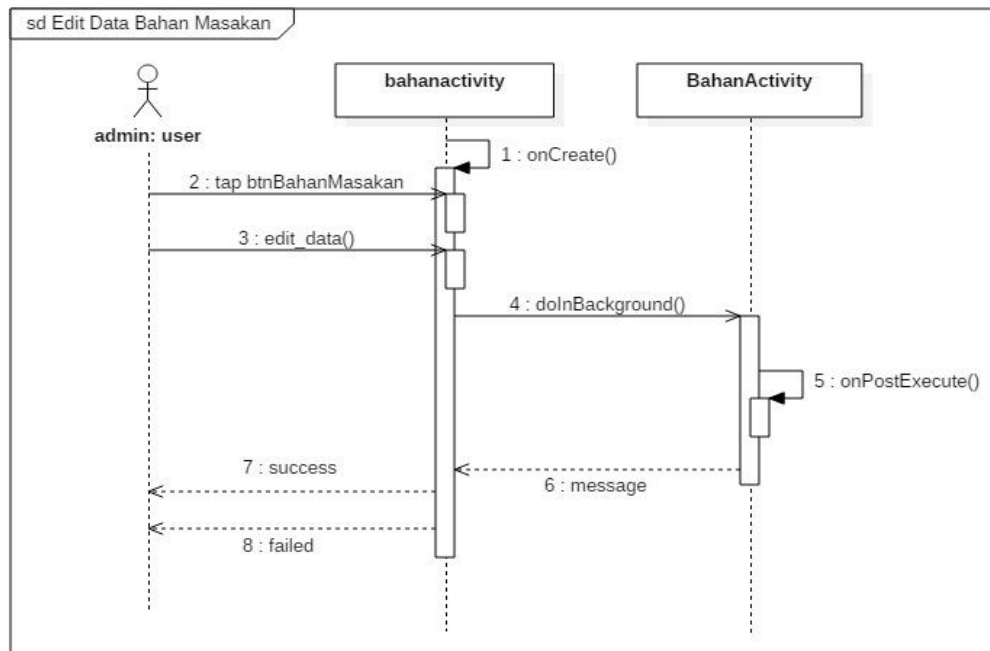 sd Edit Data Bahan Masakan
bahanactivity
BahanActivity
admin: user
1 : onCreate()
2 : tap btnBahanMasakan
3 : edit_data()
4 : doInBackground()
5 : onPostExecute()
7 : success
6 : message
8 : failed